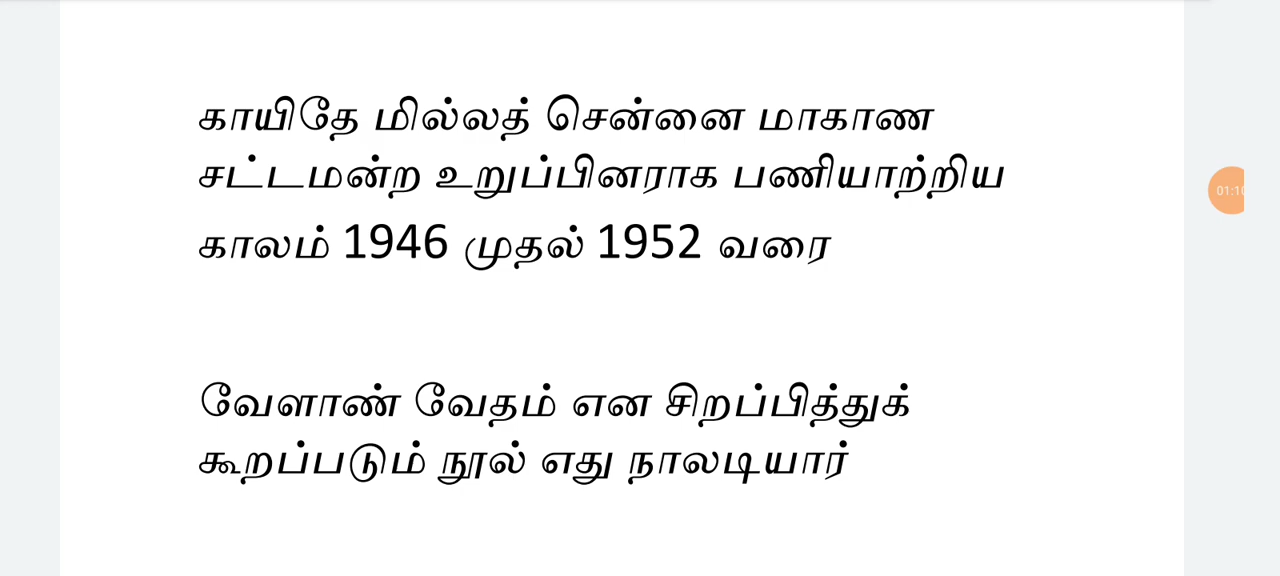 காயிதே மில்லத் சென்னை மாகாண
சட்டமன்ற உறுப்பினராக பணியாற்றிய
காலம் 1946 முதல் 1952 வரை
வேளாண் வேதம் என சிறப்பித்துக்
கூறப்படும் நூல் எது நாலடியார்